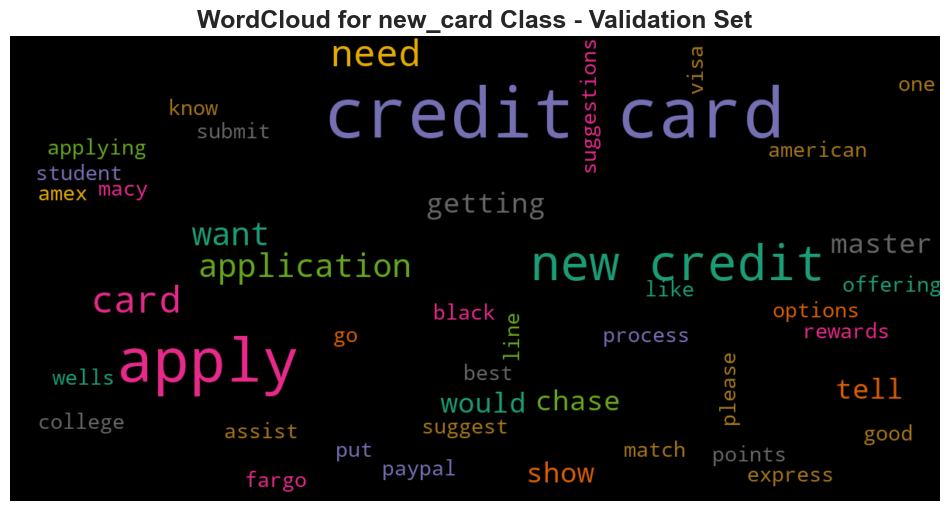 WordCloud for new_card Class - Validation Set
need
suggestions
visa
one
know
credit card
submit
applying
american
student
amex
macy
getting
want
master
application
new credit
like
offering
card
black
line
options
go
process
rewards
apply
wells
best
please
tell
would
chase
college
assist
suggest
good
put
match
points
paypal
fargo
show
express